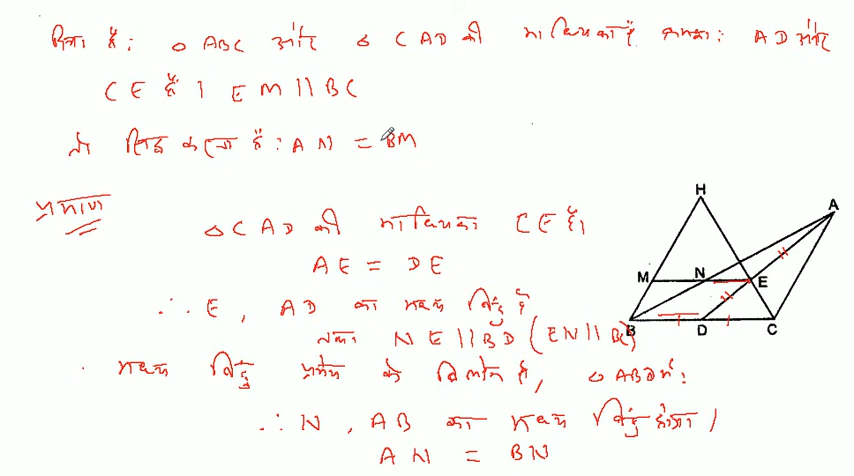 दिया है: △ ABC और △ CAD की माध्यिकाएँ क्रमशः AD और
CE हैं। EM || BC
तो सिद्ध करना है: AN = BM
प्रमाण
△CAD की माध्यिका CE है।
AE = DE
∴ E, AD का मध्य बिंदु है
तथा NE || BD (EN || BC)
मध्य बिंदु प्रमेय के विलोम से, △ABD में:
∴ N, AB का मध्य बिंदु होगा।
AN = BN
H
A
M
N
E
B
D
C